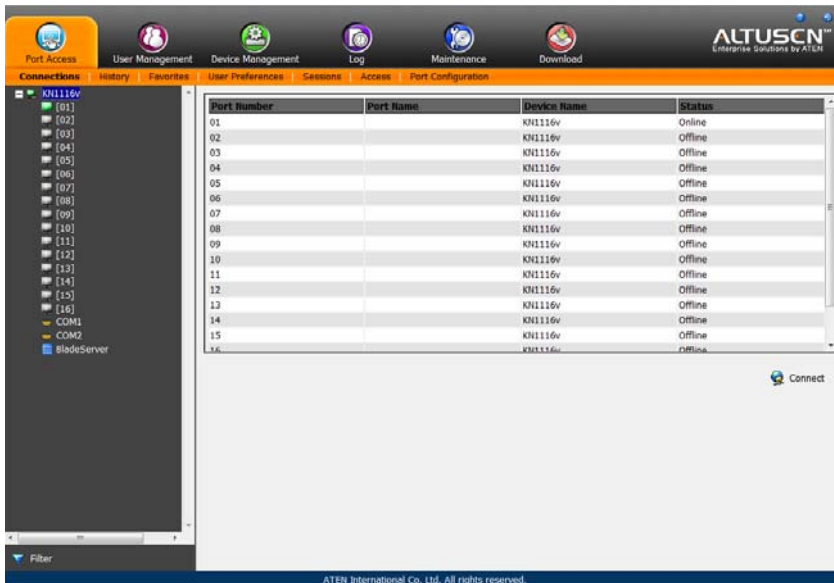 Port Access User Management Device Management Log Maintenance Download
ALTUSEN™
Enterprise Solutions by ATEN
Connections History Favorites User Preferences Sessions Access Port Configuration
KN1116v
[01]
[02]
[03]
[04]
[05]
[06]
[07]
[08]
[09]
[10]
[11]
[12]
[13]
[14]
[15]
[16]
COM1
COM2
BladeServer
Filter
Port Number Port Name Device Name Status
01 KN1116v Online
02 KN1116v Offline
03 KN1116v Offline
04 KN1116v Offline
05 KN1116v Offline
06 KN1116v Offline
07 KN1116v Offline
08 KN1116v Offline
09 KN1116v Offline
10 KN1116v Offline
11 KN1116v Offline
12 KN1116v Offline
13 KN1116v Offline
14 KN1116v Offline
15 KN1116v Offline
16 KN1116v Offline
Connect
ATEN International Co. Ltd. All rights reserved.